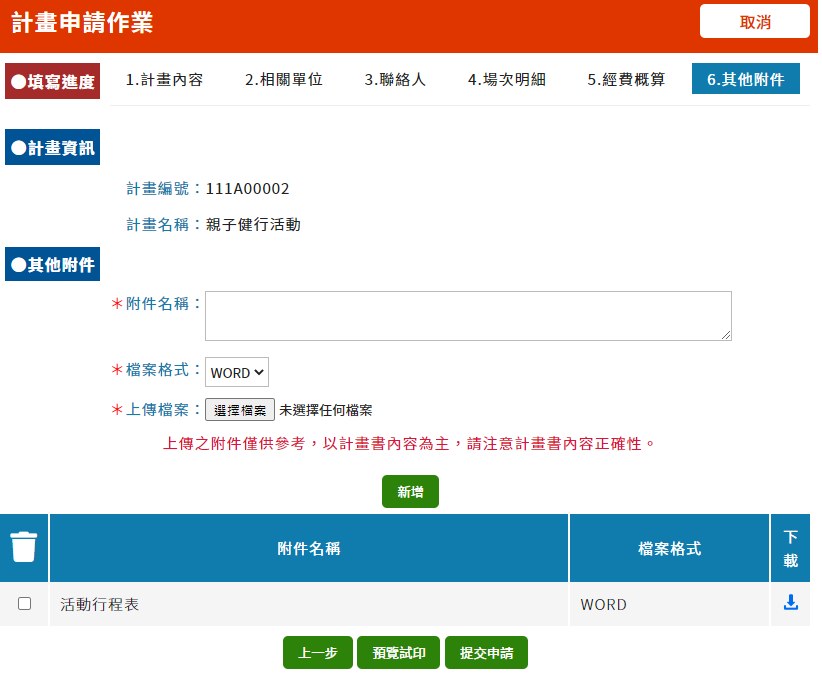 計畫申請作業
取消
●填寫進度
1.計畫內容
2.相關單位
3.聯絡人
4.場次明細
5.經費概算
6.其他附件
●計畫資訊
計畫編號：111A00002
計畫名稱：親子健行活動
●其他附件
＊附件名稱：
＊檔案格式：WORD
＊上傳檔案：選擇檔案 未選擇任何檔案
上傳之附件僅供參考，以計畫書內容為主，請注意計畫書內容正確性。
新增
附件名稱
檔案格式
下
載
活動行程表
WORD
上一步
預覽試印
提交申請